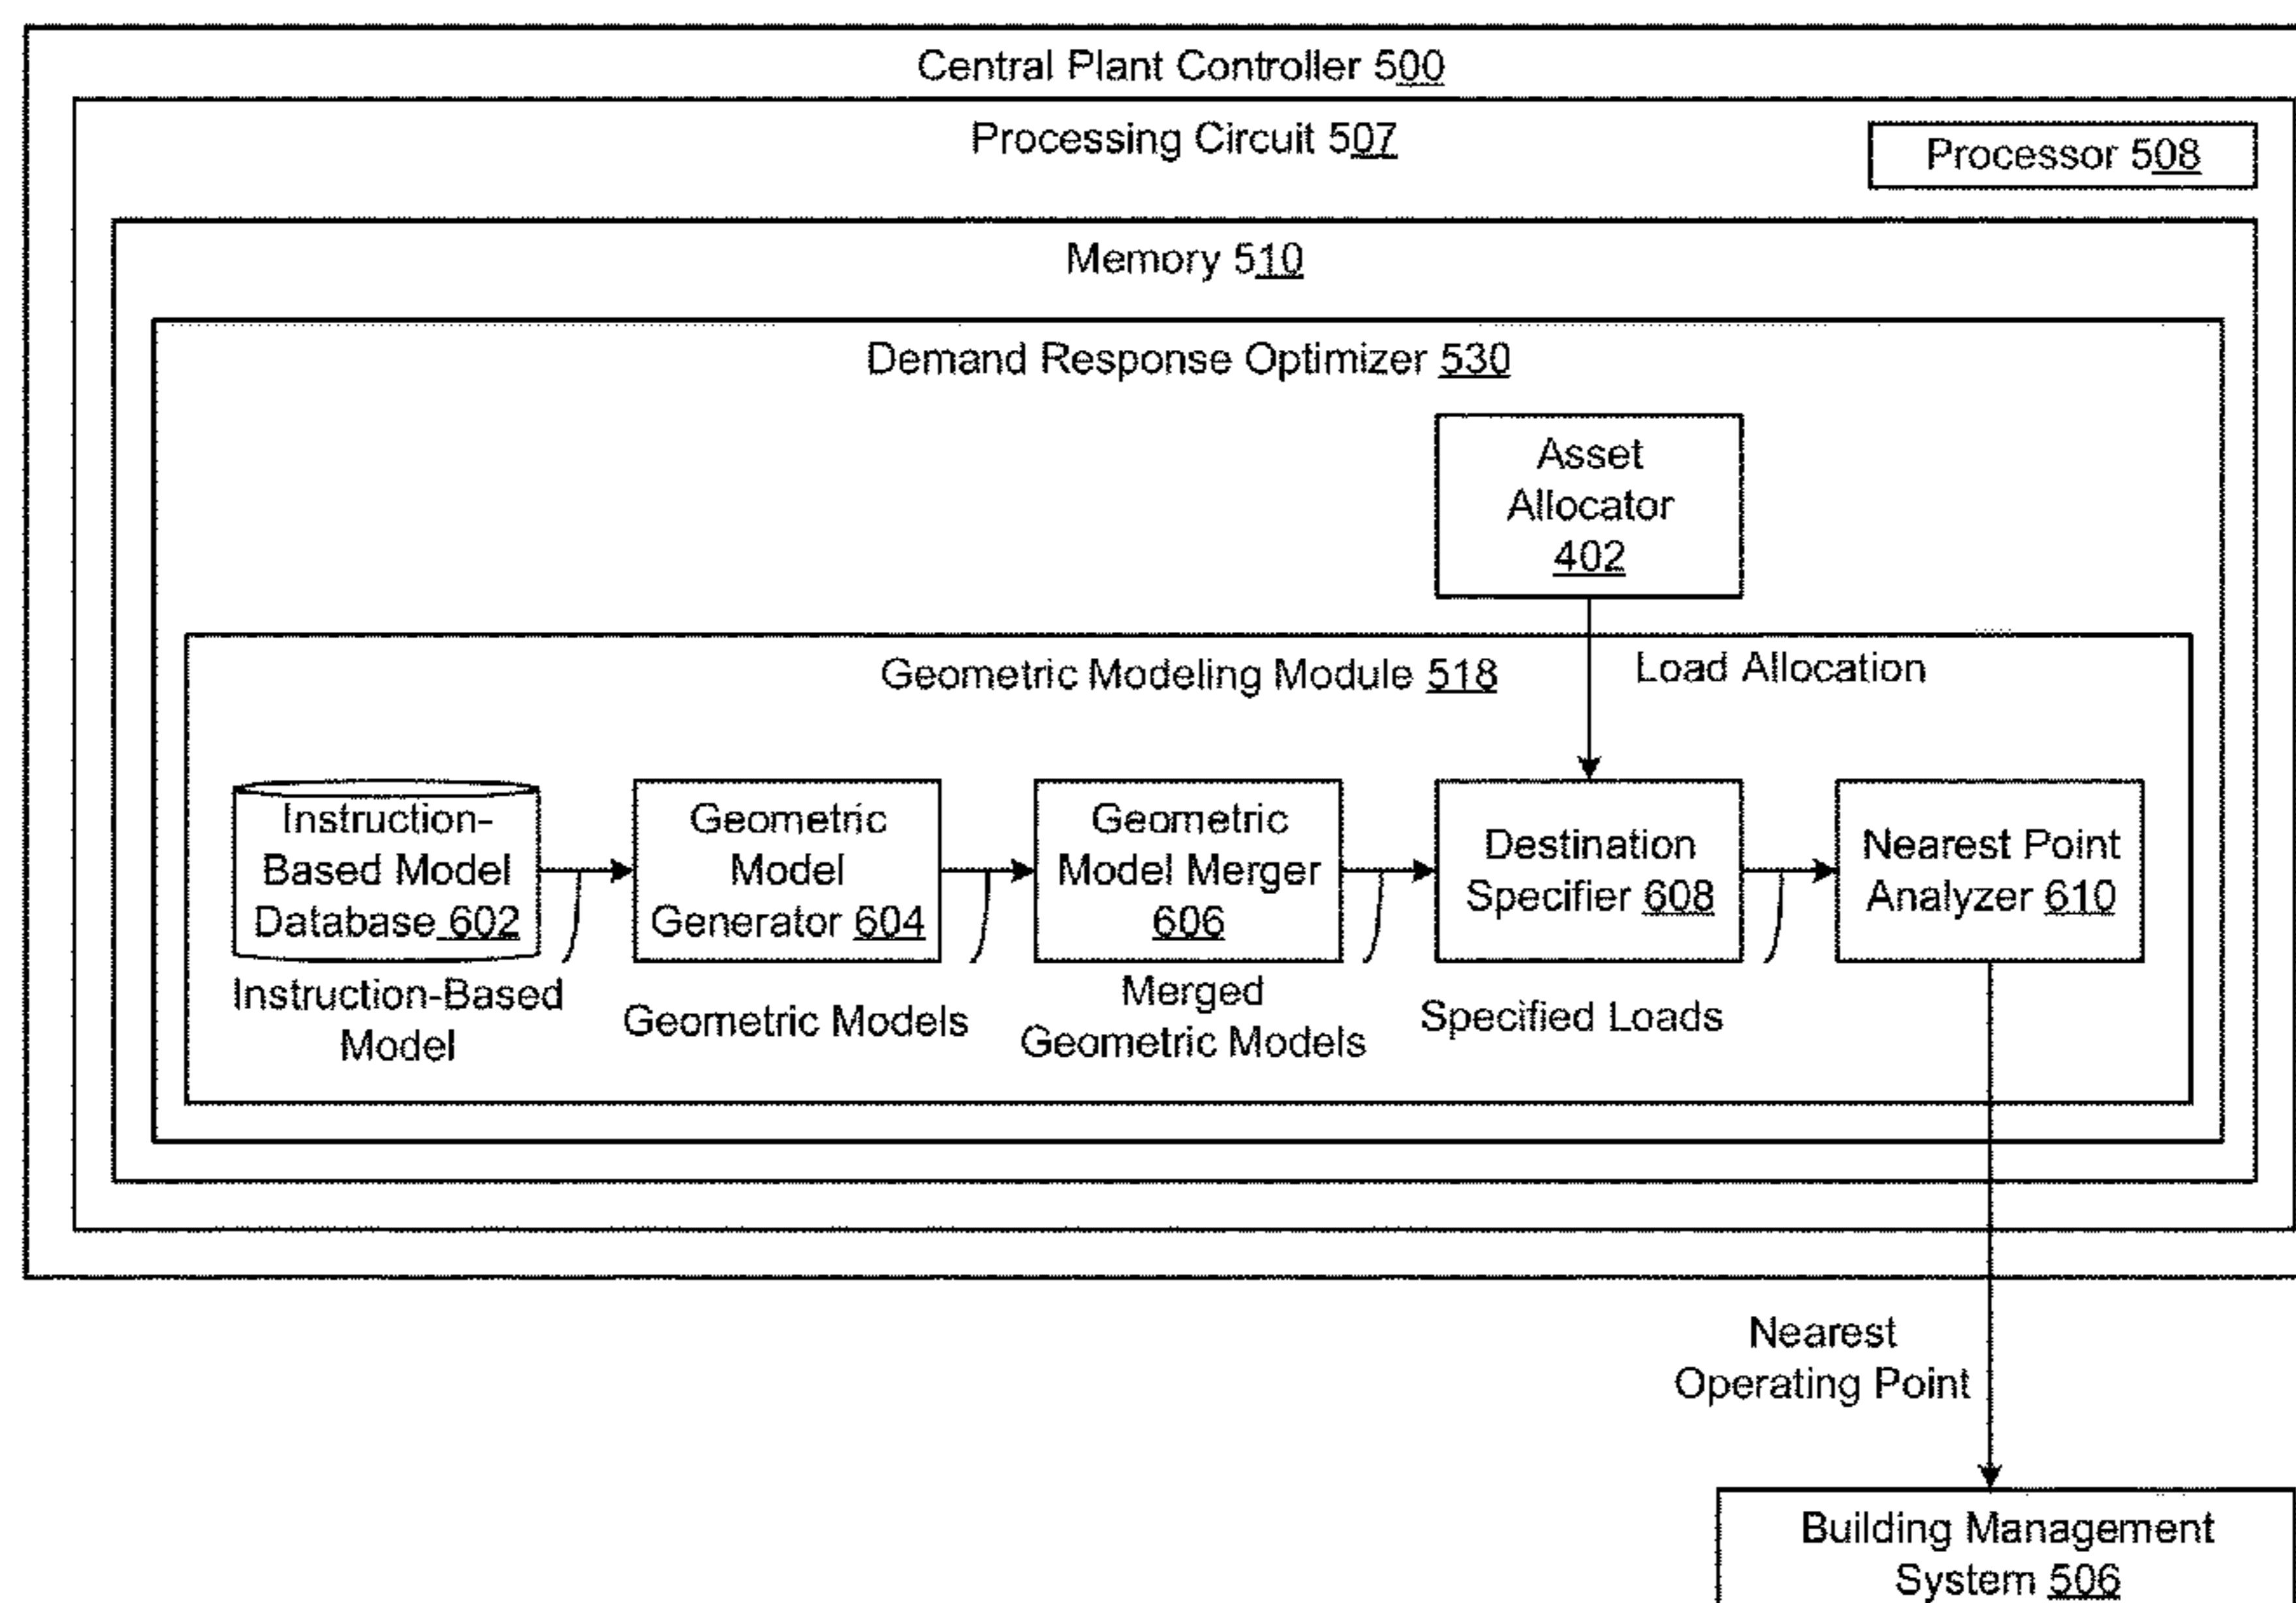 Central Plant Controller 500
Processing Circuit 507
Processor 508
Memory 510
Demand Response Optimizer 530
Asset
Allocator
402
Geometric Modeling Module 518
Load Allocation
Instruction-
Based Model
Database 602
Geometric
Model
Generator 604
Geometric
Model Merger
606
Destination
Specifier 608
Nearest Point
Analyzer 610
Instruction-Based
Model
Geometric Models
Merged
Geometric Models
Specified Loads
Nearest
Operating Point
Building Management
System 506